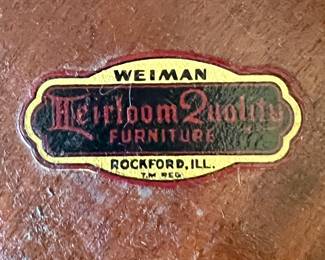 WEIMAN
Heirloom Quality
FURNITURE
ROCKFORD, ILL.
T.M. REG.